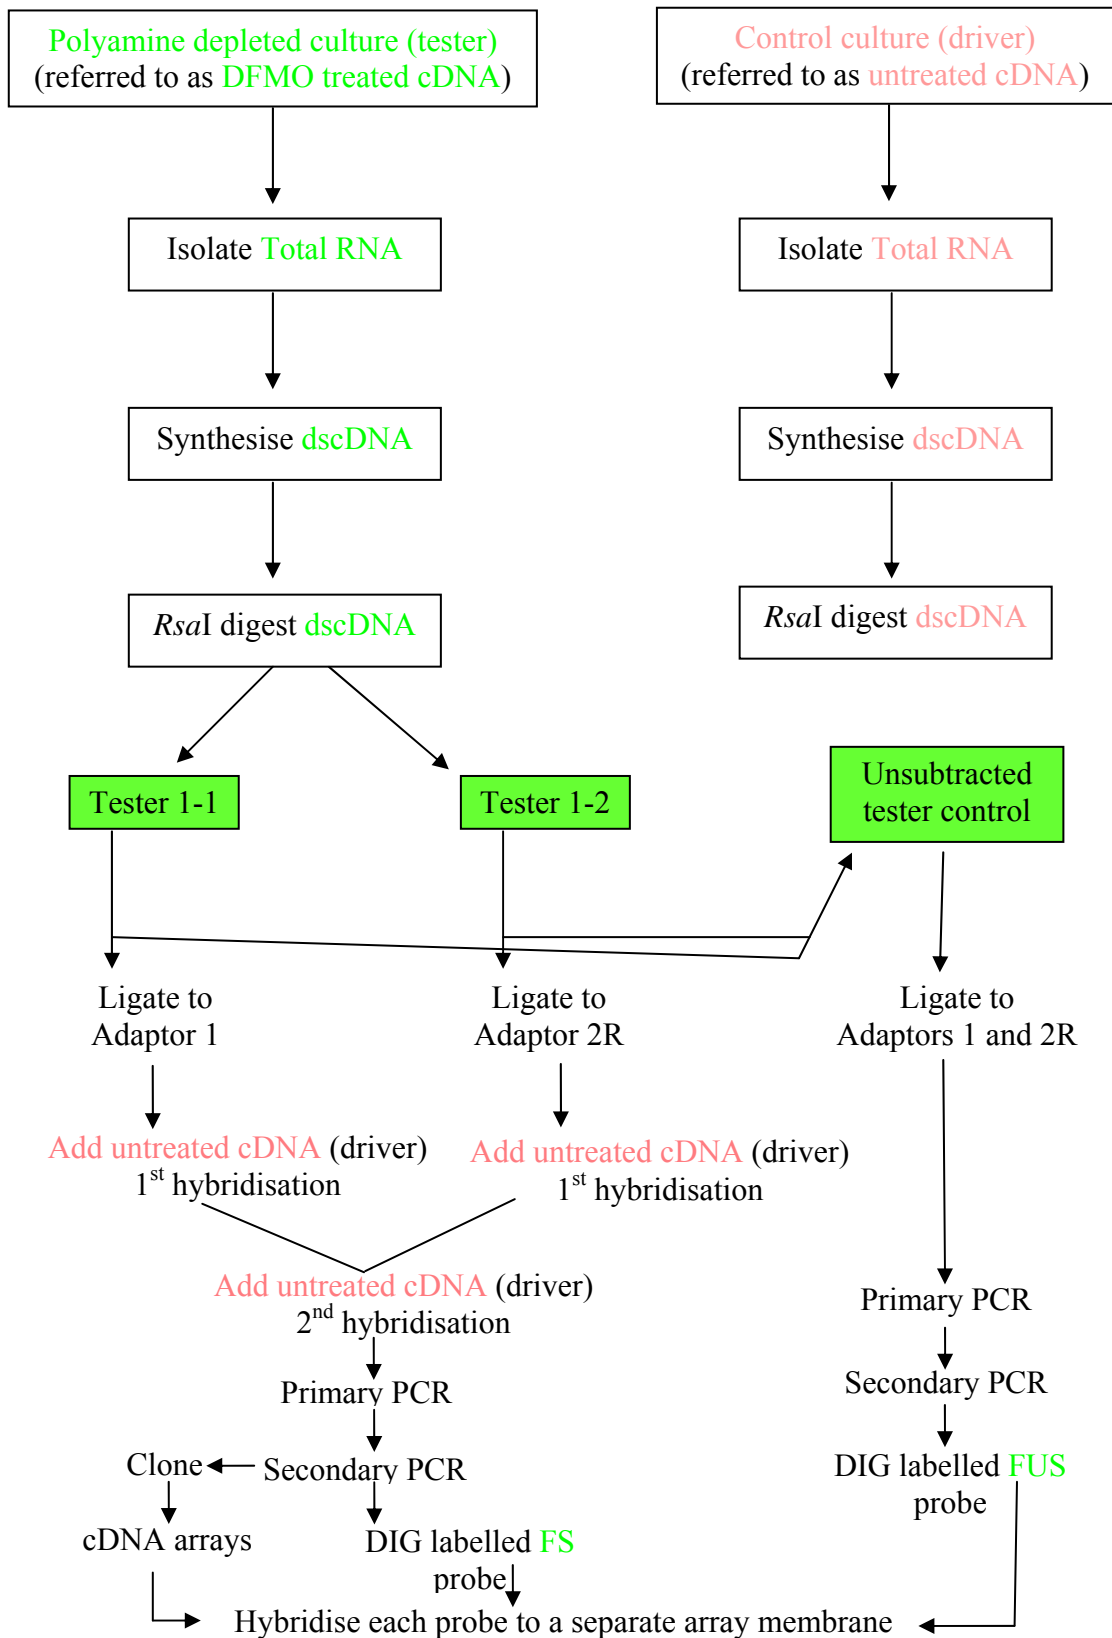 Polyamine depleted culture (tester)
(referred to as DFMO treated cDNA)
Control culture (driver)
(referred to as untreated cDNA)
Isolate Total RNA
Isolate Total RNA
Synthesise dscDNA
Synthesise dscDNA
RsaI digest dscDNA
RsaI digest dscDNA
Tester 1-1
Tester 1-2
Unsubtracted
tester control
Ligate to
Adaptor 1
Ligate to
Adaptor 2R
Ligate to
Adaptors 1 and 2R
Add untreated cDNA (driver)
1st hybridisation
Add untreated cDNA (driver)
1st hybridisation
Add untreated cDNA (driver)
2nd hybridisation
Primary PCR
Primary PCR
Secondary PCR
Clone
Secondary PCR
DIG labelled FUS
probe
cDNA arrays
DIG labelled FS
probe
Hybridise each probe to a separate array membrane